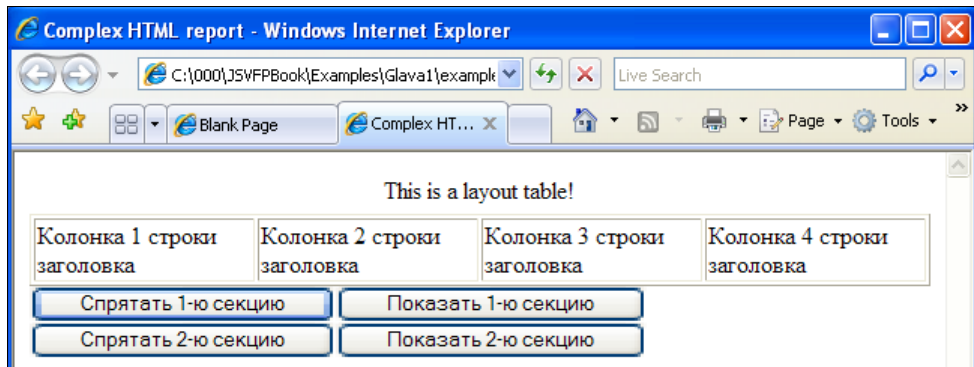 Complex HTML report - Windows Internet Explorer
C:\000\JSVFPBook\Examples\Glava1\example
Live Search
Blank Page
Complex HT...
Page
Tools
This is a layout table!
Колонка 1 строки заголовка
Колонка 2 строки заголовка
Колонка 3 строки заголовка
Колонка 4 строки заголовка
Спрятать 1-ю секцию
Показать 1-ю секцию
Спрятать 2-ю секцию
Показать 2-ю секцию